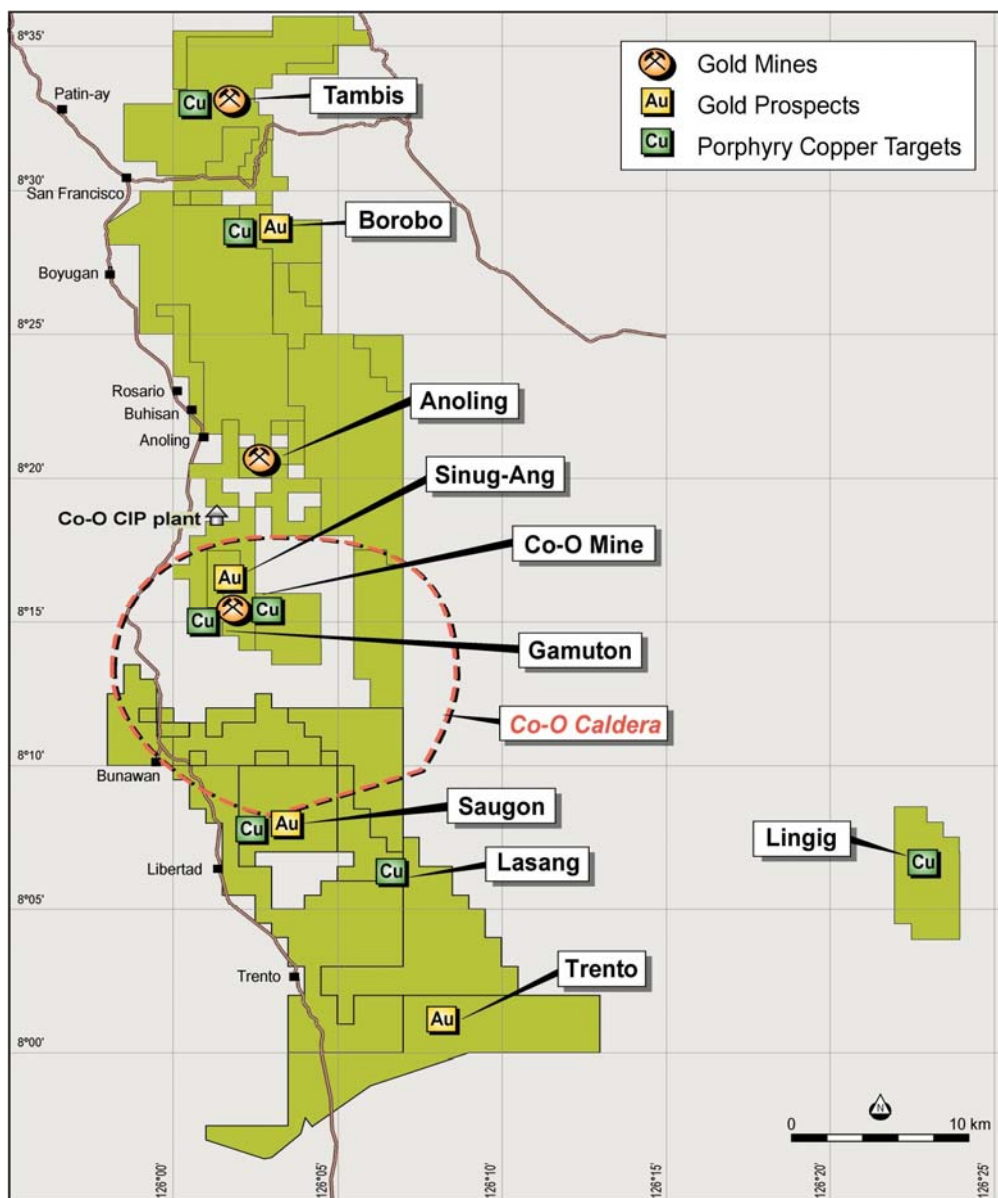 8°35'
Gold Mines
Au
Gold Prospects
Cu
Porphyry Copper Targets
Patin-ay
Cu
Tambis
8°30'
San Francisco
Cu
Au
Borobo
Boyugan
8°25'
Rosario
Buhisan
Anoling
Anoling
8°20'
Sinug-Ang
Co-O CIP plant
Co-O Mine
Au
8°15'
Cu
Cu
Gamuton
Co-O Caldera
8°10'
Bunawan
Saugon
Cu
Au
Lingig
Cu
Libertad
Cu
Lasang
8°05'
Trento
Trento
Au
8°00'
N
0
10 km
126°00'
126°05'
126°10'
126°15'
126°20'
126°25'